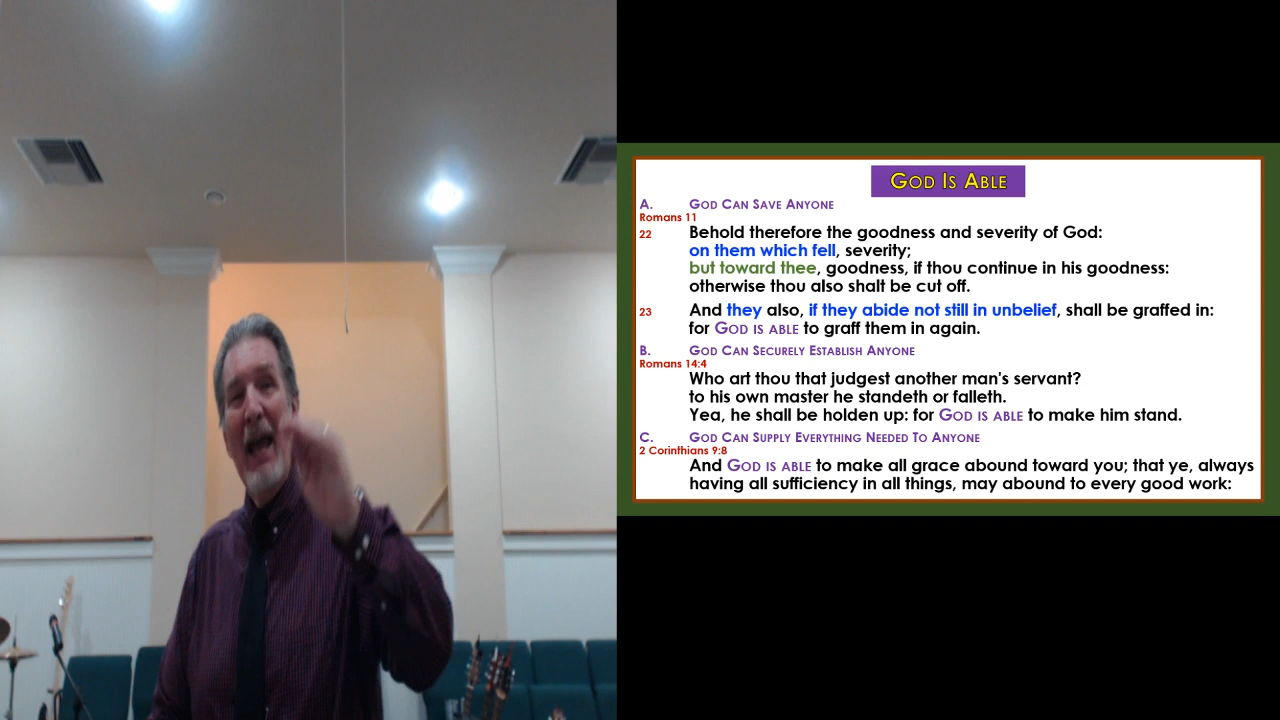 God Is Able
A. God Can Save Anyone
Romans 11
22 Behold therefore the goodness and severity of God:
on them which fell, severity;
but toward thee, goodness, if thou continue in his goodness:
otherwise thou also shalt be cut off.
23 And they also, if they abide not still in unbelief, shall be graffed in:
for God is able to graff them in again.
B. God Can Securely Establish Anyone
Romans 14:4
Who art thou that judgest another man's servant?
to his own master he standeth or falleth.
Yea, he shall be holden up: for God is able to make him stand.
C. God Can Supply Everything Needed To Anyone
2 Corinthians 9:8
And God is able to make all grace abound toward you; that ye, always
having all sufficiency in all things, may abound to every good work: